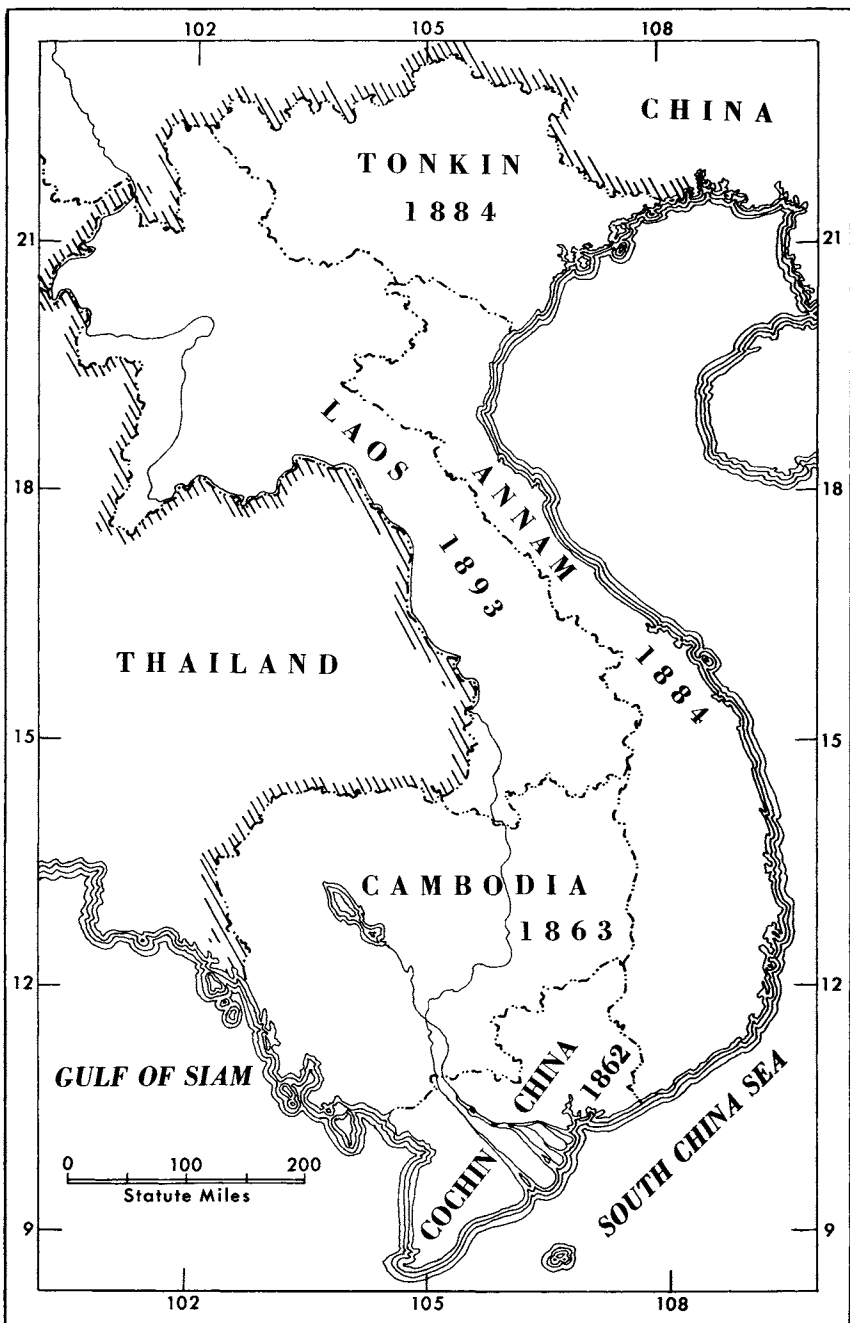 102 105 108
CHINA
TONKIN
1884
21 21
LAOS
ANNAM
18 18
1893
THAILAND
1884
15 15
CAMBODIA
1863
12 12
GULF OF SIAM
COCHIN CHINA
1862
SOUTH CHINA SEA
0 100 200
Statute Miles
9 9
102 105 108